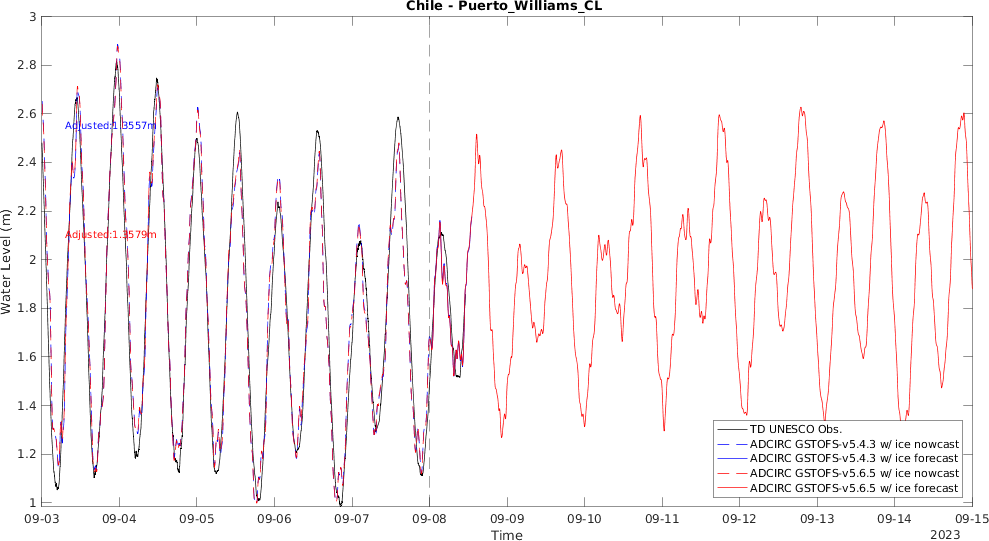 Chile - Puerto_Williams_CL
3
2.8
2.6
2.4
2.2
2
1.8
1.6
1.4
1.2
1
Water Level (m)
Adjusted:1.3557m
Adjusted:1.3579m
TD UNESCO Obs.
ADCIRC GSTOFS-v5.4.3 w/ ice nowcast
ADCIRC GSTOFS-v5.4.3 w/ ice forecast
ADCIRC GSTOFS-v5.6.5 w/ ice nowcast
ADCIRC GSTOFS-v5.6.5 w/ ice forecast
09-03 09-04 09-05 09-06 09-07 09-08 09-09 09-10 09-11 09-12 09-13 09-14 09-15
Time
2023